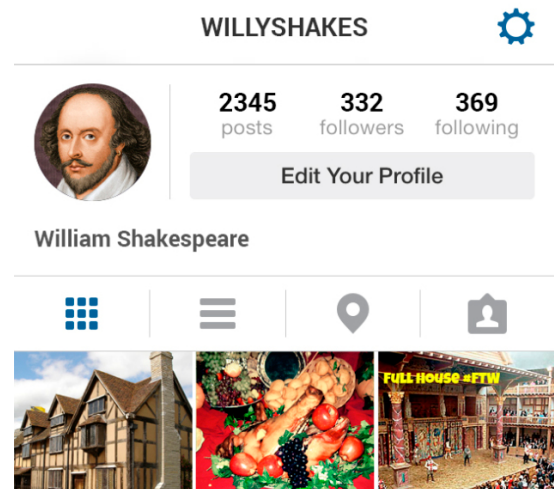 WILLYSHAKES
2345 332 369
posts followers following
Edit Your Profile
William Shakespeare
FULL HOUSE #FTW